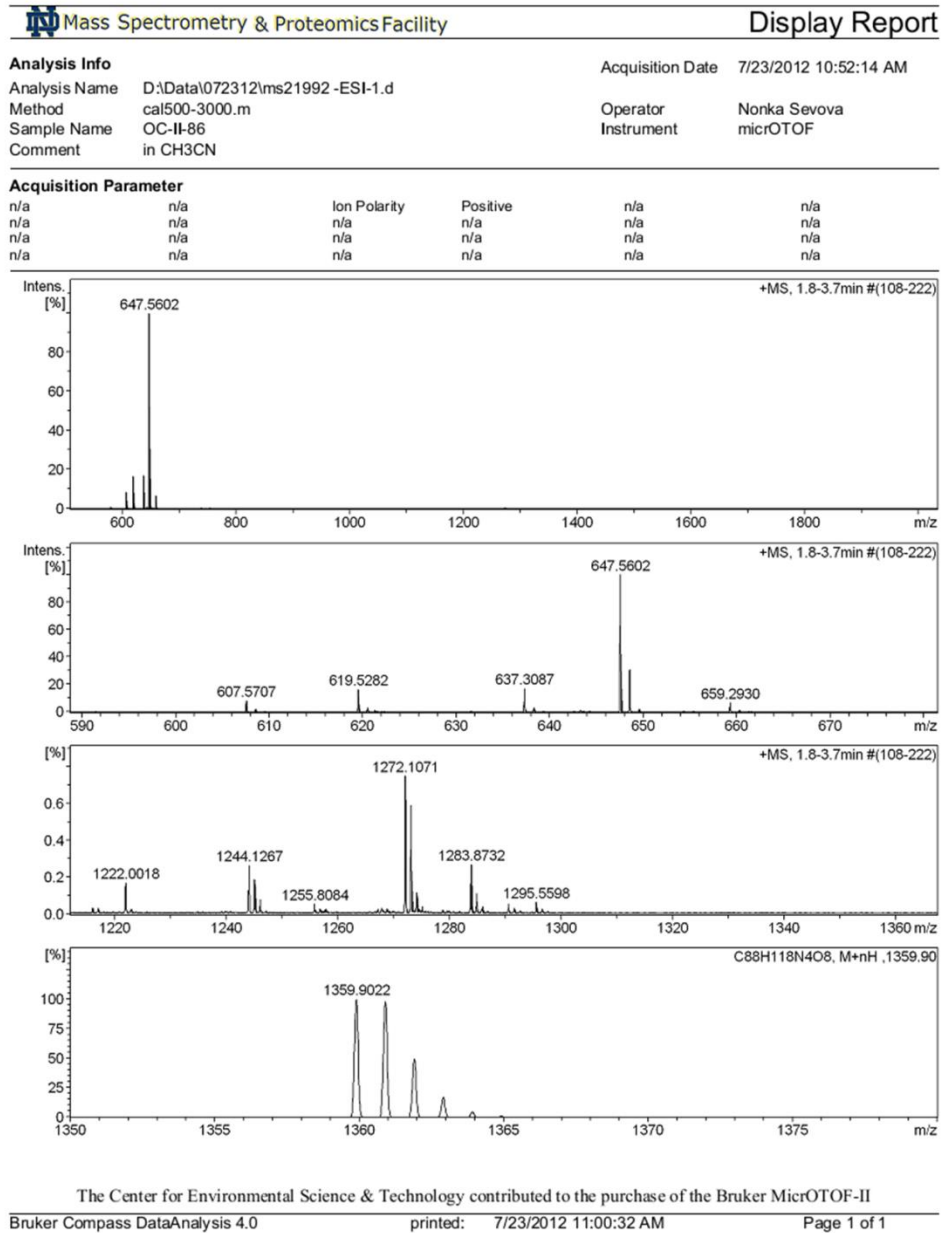 ND Mass Spectrometry & Proteomics Facility Display Report
Analysis Info Acquisition Date 7/23/2012 10:52:14 AM
Analysis Name D:\Data\072312\ms21992 -ESI-1.d
Method cal500-3000.m Operator Nonka Sevova
Sample Name OC-II-86 Instrument micrOTOF
Comment in CH3CN
Acquisition Parameter
n/a n/a Ion Polarity Positive n/a n/a
n/a n/a n/a n/a n/a n/a
n/a n/a n/a n/a n/a n/a
n/a n/a n/a n/a n/a n/a
Intens. +MS, 1.8-3.7min #(108-222)
[%]
647.5602
80
60
40
20
0
600 800 1000 1200 1400 1600 1800 m/z
Intens. +MS, 1.8-3.7min #(108-222)
[%]
647.5602
80
60
40
20
0
607.5707 619.5282 637.3087 659.2930
590 600 610 620 630 640 650 660 670 m/z
[%] +MS, 1.8-3.7min #(108-222)
1272.1071
0.6
0.4
0.2
0.0
1222.0018 1244.1267 1255.8084 1283.8732 1295.5598
1220 1240 1260 1280 1300 1320 1340 1360 m/z
[%] C88H118N4O8, M+nH ,1359.90
1359.9022
100
75
50
25
0
1350 1355 1360 1365 1370 1375 m/z
The Center for Environmental Science & Technology contributed to the purchase of the Bruker MicrOTOF-II
Bruker Compass DataAnalysis 4.0 printed: 7/23/2012 11:00:32 AM Page 1 of 1